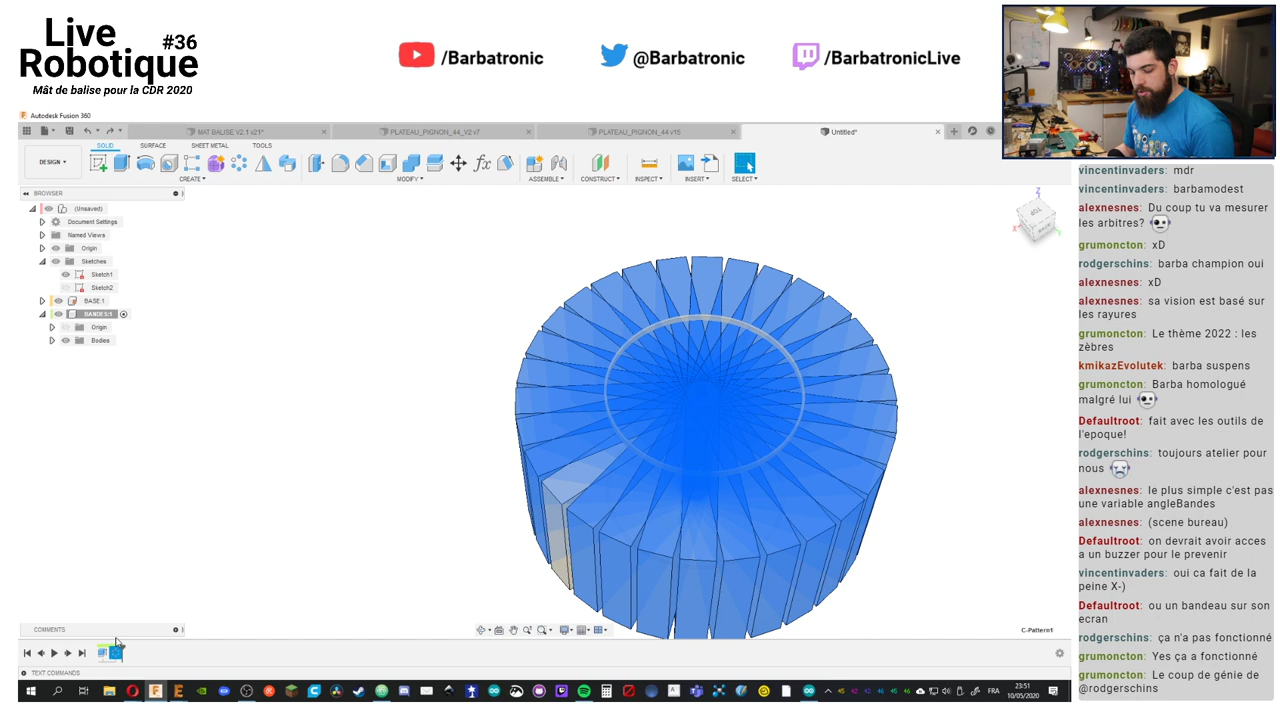 Live
Robotique #36
Mât de balise pour la CDR 2020
/Barbatronic
@Barbatronic
/BarbatronicLive
Autodesk Fusion 360
MAT BALISE V2.1 v21*
PLATEAU_PIGNON_44_V2 v7
PLATEAU_PIGNON_44 v15
Untitled*
SOLID
SURFACE
SHEET METAL
TOOLS
DESIGN
CREATE
MODIFY
ASSEMBLE
CONSTRUCT
INSPECT
INSERT
SELECT
BROWSER
(Unsaved)
Document Settings
Named Views
Origin
Sketches
Sketch1
Sketch2
BASE:1
BANDES:1
Origin
Bodies
Z
TOP
BACK
X
Y
COMMENTS
C-Pattern1
TEXT COMMANDS
FRA
23:51
10/05/2020
vincentinvaders: mdr
vincentinvaders: barbamodest
alexnesnes: Du coup tu va mesurer
les arbitres?
grumoncton: xD
rodgerschins: barba champion oui
alexnesnes: xD
alexnesnes: sa vision est basé sur
les rayures
grumoncton: Le thème 2022 : les
zèbres
kmikazEvolutek: barba suspens
grumoncton: Barba homologué
malgré lui
Defaultroot: fait avec les outils de
l'epoque!
rodgerschins: toujours atelier pour
nous
alexnesnes: le plus simple c'est pas
une variable angleBandes
alexnesnes: (scene bureau)
Defaultroot: on devrait avoir acces
a un buzzer pour le prevenir
vincentinvaders: oui ca fait de la
peine X-)
Defaultroot: ou un bandeau sur son
ecran
rodgerschins: ça n'a pas fonctionné
grumoncton: Yes ça a fonctionné
grumoncton: Le coup de génie de
@rodgerschins